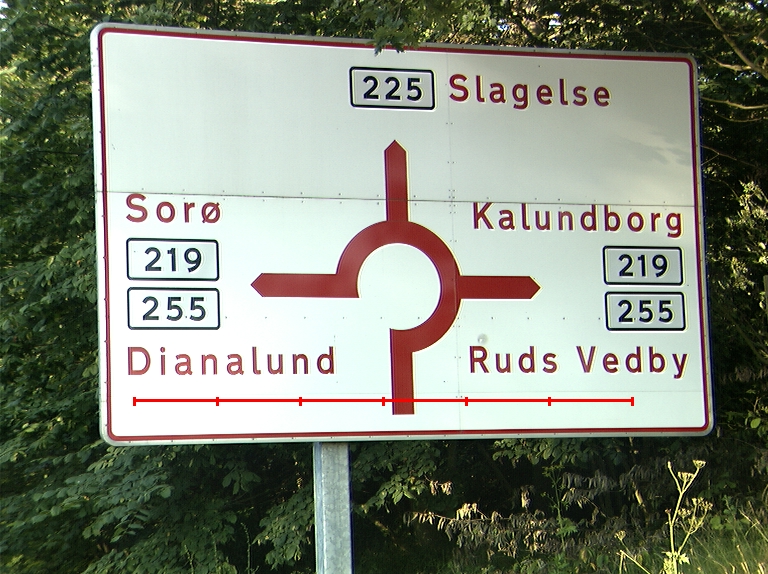 225 Slagelse
Sorø
219
255
Dianalund
Kalundborg
219
255
Ruds Vedby